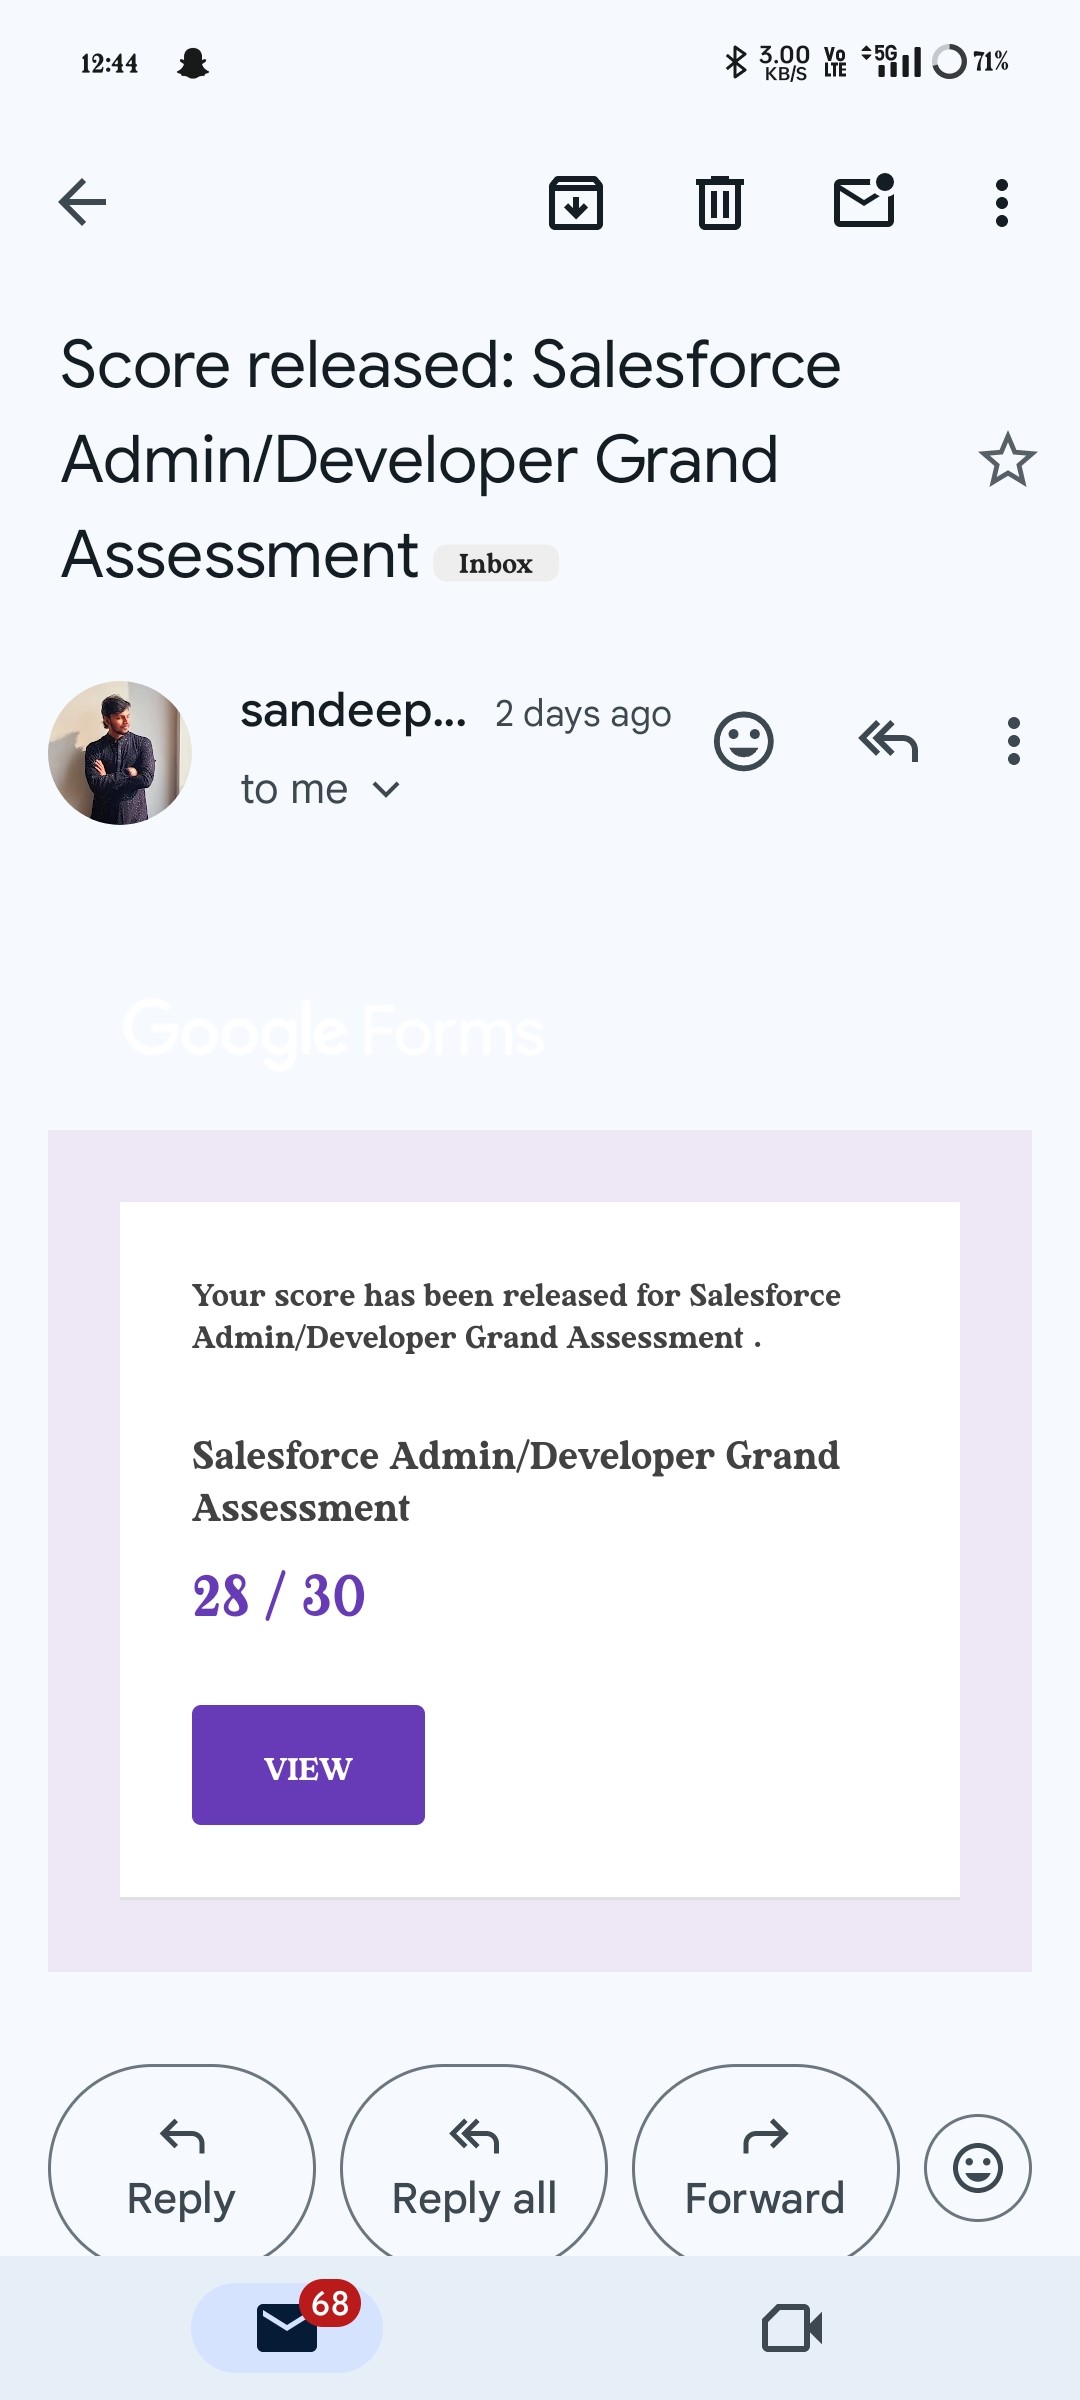 12:44
3.00 KB/S Vo LTE 5G 71%
Score released: Salesforce
Admin/Developer Grand
Assessment Inbox
sandeep... 2 days ago
to me
Google Forms
Your score has been released for Salesforce
Admin/Developer Grand Assessment .
Salesforce Admin/Developer Grand
Assessment
28 / 30
VIEW
Reply Reply all Forward
68